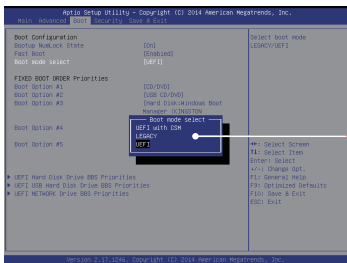 Aptio Setup Utility – Copyright (C) 2014 American Megatrends, Inc.
Main Advanced Boot Security Save & Exit
Boot Configuration
Bootup NumLock State [On]
Fast Boot [Enabled]
Boot mode select [UEFI]
FIXED BOOT ORDER Priorities
Boot Option #1 [CD/DVD]
Boot Option #2 [USB CD/DVD]
Boot Option #3 [Hard Disk:Windows Boot
Manager (KINGSTON
Boot mode select
UEFI with CSM
LEGACY
UEFI
Boot Option #4
Boot Option #5
UEFI Hard Disk Drive BBS Priorities
UEFI USB Hard Disk Drive BBS Priorities
UEFI NETWORK Drive BBS Priorities
Select boot mode
LEGACY/UEFI
→←: Select Screen
↑↓: Select Item
Enter: Select
+/-: Change Opt.
F1: General Help
F3: Optimized Defaults
F10: Save & Exit
ESC: Exit
Version 2.17.1246. Copyright (C) 2014 American Megatrends, Inc.